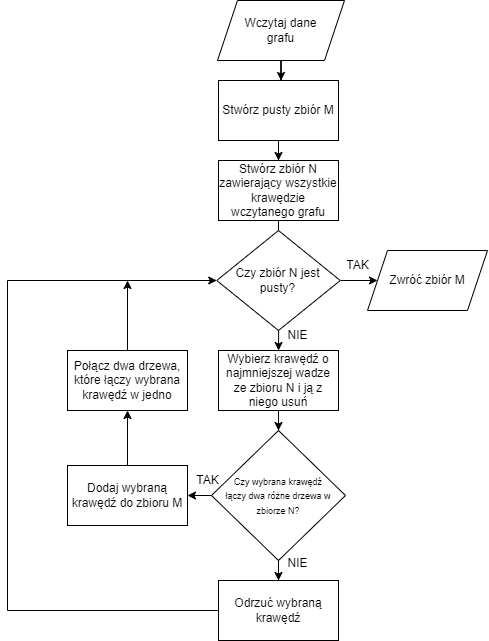 Wczytaj dane
grafu
Stwórz pusty zbiór M
Stwórz zbiór N
zawierający wszystkie
krawędzie
wczytanego grafu
Czy zbiór N jest
pusty?
TAK
Zwróć zbiór M
NIE
Wybierz krawędź o
najmniejszej wadze
ze zbioru N i ją z
niego usuń
Połącz dwa drzewa,
które łączy wybrana
krawędź w jedno
Czy wybrana krawędź
łączy dwa różne drzewa w
zbiorze N?
TAK
Dodaj wybraną
krawędź do zbioru M
NIE
Odrzuć wybraną
krawędź